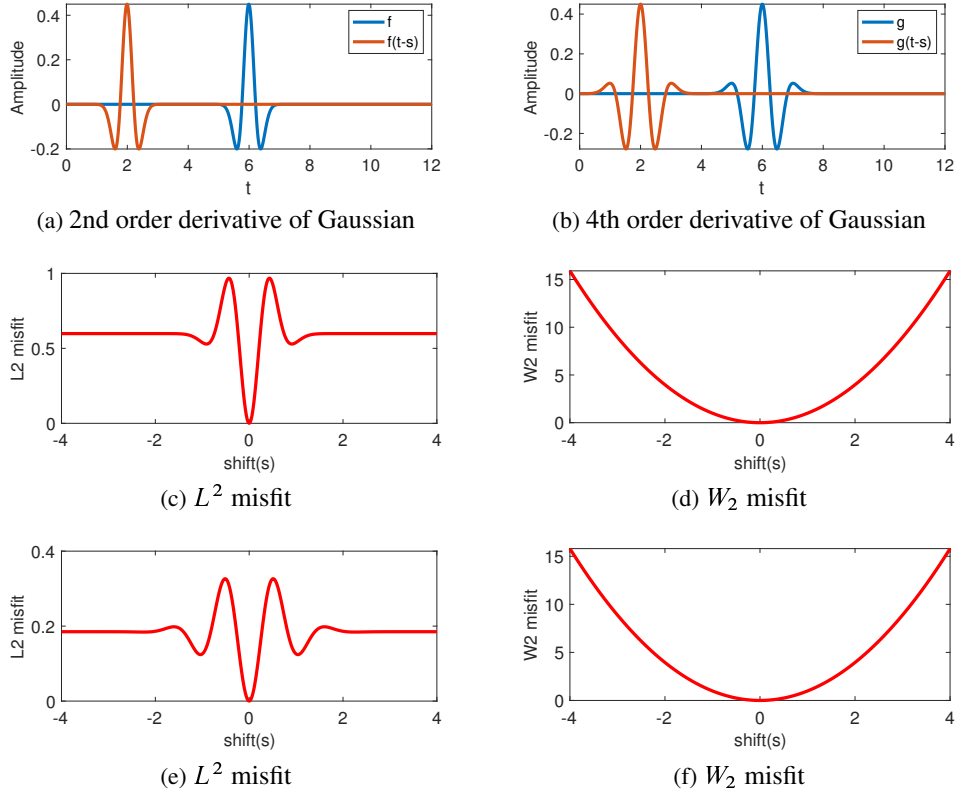 f
f(t-s)
0.4
0.2
0
-0.2
Amplitude
0 2 4 6 8 10 12
t
(a) 2nd order derivative of Gaussian
g
g(t-s)
0.4
0.2
0
-0.2
Amplitude
0 2 4 6 8 10 12
t
(b) 4th order derivative of Gaussian
1
0.5
0
L2 misfit
-4 -2 0 2 4
shift(s)
(c) L² misfit
15
10
5
0
W2 misfit
-4 -2 0 2 4
shift(s)
(d) W₂ misfit
0.4
0.2
0
L2 misfit
-4 -2 0 2 4
shift(s)
(e) L² misfit
15
10
5
0
W2 misfit
-4 -2 0 2 4
shift(s)
(f) W₂ misfit